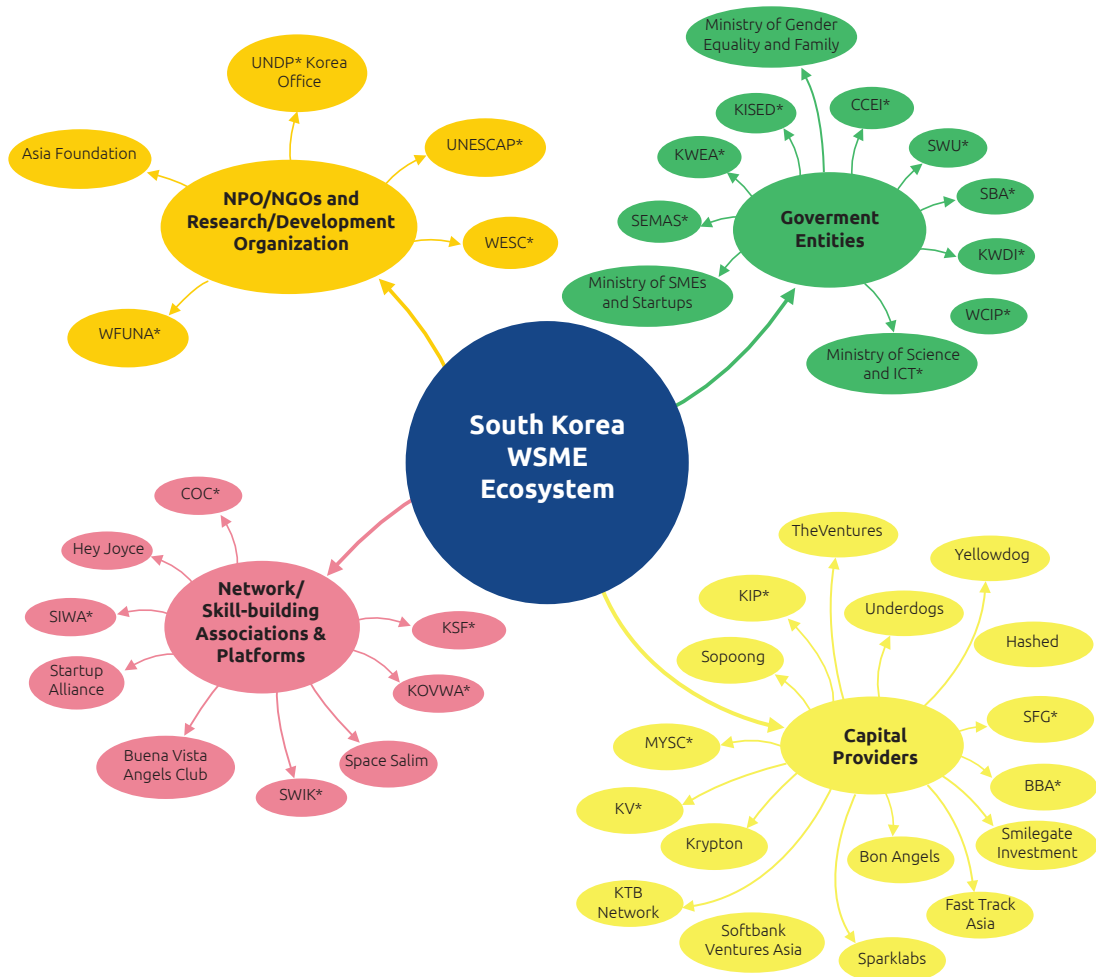 Ministry of Gender
Equality and Family
UNDP* Korea
Office
KISED*
CCEI*
UNESCAP*
Asia Foundation
KWEA*
SWU*
NPO/NGOs and
Research/Development
Organization
SBA*
Goverment
Entities
SEMAS*
WESC*
KWDI*
Ministry of SMEs
and Startups
WCIP*
WFUNA*
Ministry of Science
and ICT*
South Korea
WSME
Ecosystem
COC*
TheVentures
Hey Joyce
Yellowdog
KIP*
Underdogs
Network/
Skill-building
Associations &
Platforms
SIWA*
KSF*
Hashed
Sopoong
Startup
Alliance
KOVWA*
SFG*
MYSC*
Capital
Providers
Buena Vista
Angels Club
Space Salim
BBA*
SWIK*
KV*
Krypton
Smilegate
Investment
Bon Angels
KTB
Network
Fast Track
Asia
Softbank
Ventures Asia
Sparklabs